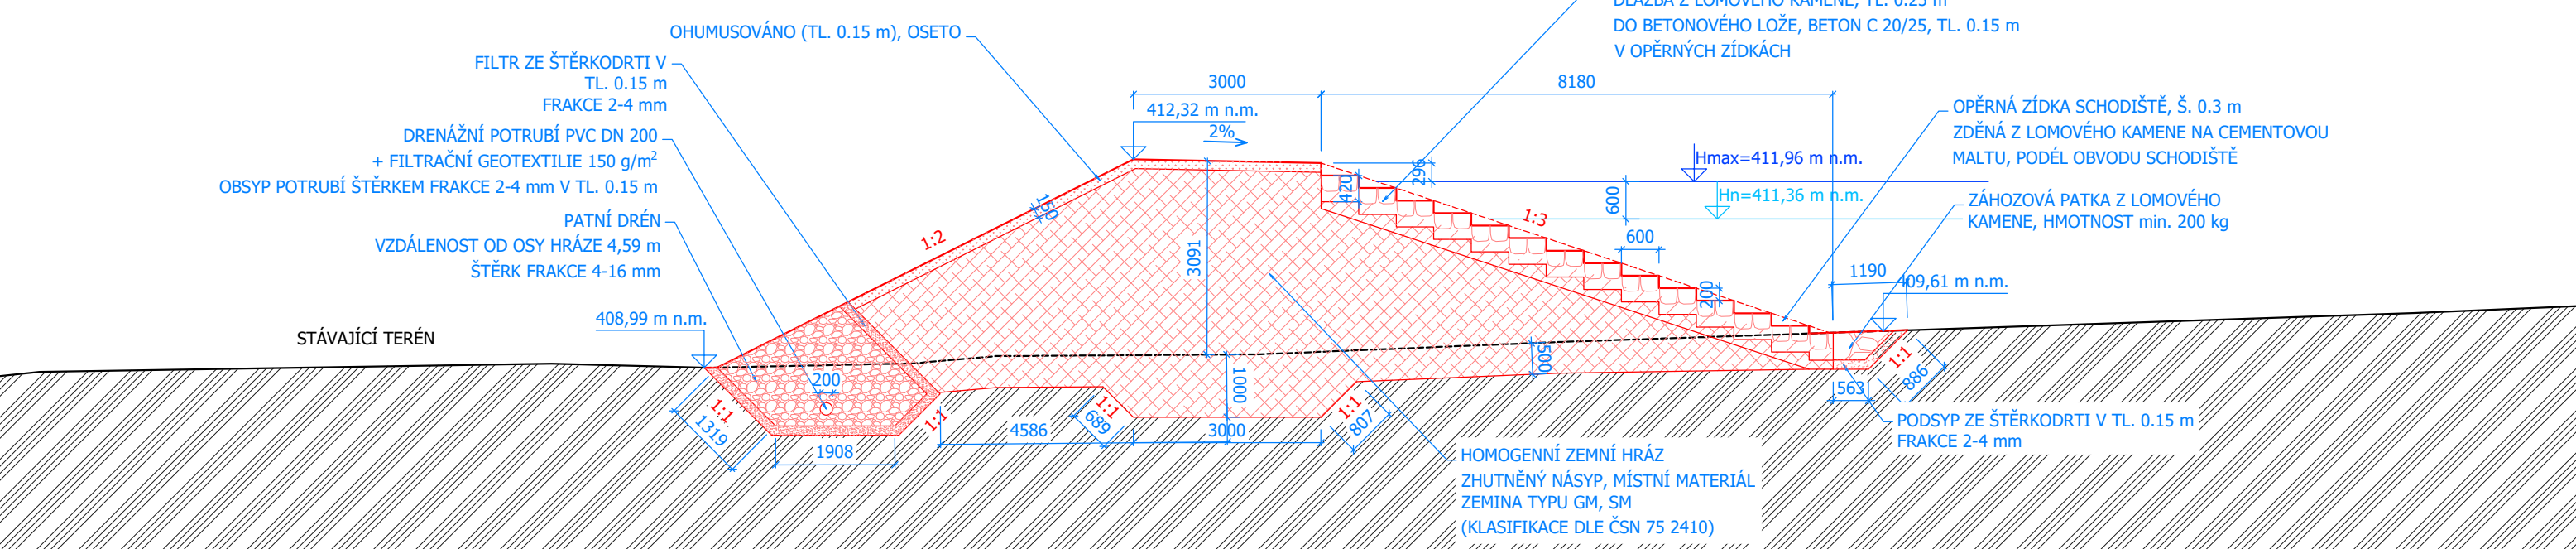 DLAŽBA Z LOMOVÉHO KAMENE, TL. 0.25 m
DO BETONOVÉHO LOŽE, BETON C 20/25, TL. 0.15 m
V OPĚRNÝCH ZÍDKÁCH
OHUMUSOVÁNO (TL. 0.15 m), OSETO
FILTR ZE ŠTĚRKODRTI V
TL. 0.15 m
FRAKCE 2-4 mm
DRENÁŽNÍ POTRUBÍ PVC DN 200
+ FILTRAČNÍ GEOTEXTILIE 150 g/m²
OBSYP POTRUBÍ ŠTĚRKEM FRAKCE 2-4 mm V TL. 0.15 m
PATNÍ DRÉN
VZDÁLENOST OD OSY HRÁZE 4,59 m
ŠTĚRK FRAKCE 4-16 mm
408,99 m n.m.
STÁVAJÍCÍ TERÉN
3000
8180
412,32 m n.m.
2%
Hmax=411,96 m n.m.
Hn=411,36 m n.m.
296
420
600
1:3
600
200
150
1:2
3091
1190
409,61 m n.m.
OPĚRNÁ ZÍDKA SCHODIŠTĚ, Š. 0.3 m
ZDĚNÁ Z LOMOVÉHO KAMENE NA CEMENTOVOU
MALTU, PODÉL OBVODU SCHODIŠTĚ
ZÁHOZOVÁ PATKA Z LOMOVÉHO
KAMENE, HMOTNOST min. 200 kg
200
1:1
1319
1908
1:1
4586
1:1
689
1000
3000
1:1
807
500
563
1:1
886
PODSYP ZE ŠTĚRKODRTI V TL. 0.15 m
FRAKCE 2-4 mm
HOMOGENNÍ ZEMNÍ HRÁZ
ZHUTNĚNÝ NÁSYP, MÍSTNÍ MATERIÁL
ZEMINA TYPU GM, SM
(KLASIFIKACE DLE ČSN 75 2410)